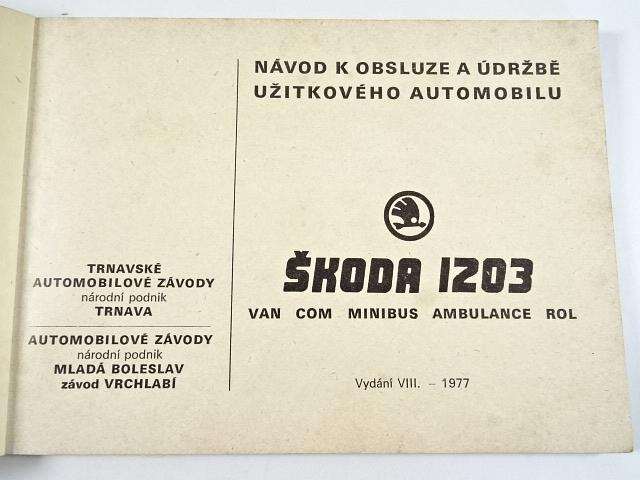 NÁVOD K OBSLUZE A ÚDRŽBĚ
UŽITKOVÉHO AUTOMOBILU
ŠKODA 1203
VAN COM MINIBUS AMBULANCE ROL
Vydání VIII. – 1977
TRNAVSKÉ
AUTOMOBILOVÉ ZÁVODY
národní podnik
TRNAVA
AUTOMOBILOVÉ ZÁVODY
národní podnik
MLADÁ BOLESLAV
závod VRCHLABÍ